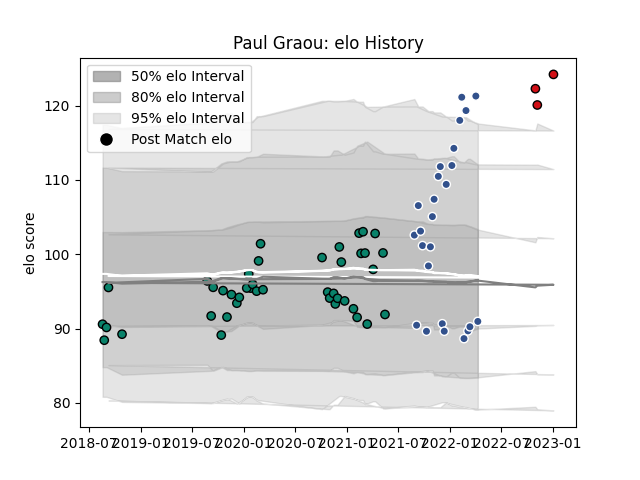 Paul Graou: elo History
50% elo Interval
80% elo Interval
95% elo Interval
Post Match elo
elo score
120
110
100
90
80
2018-07 2019-01 2019-07 2020-01 2020-07 2021-01 2021-07 2022-01 2022-07 2023-01